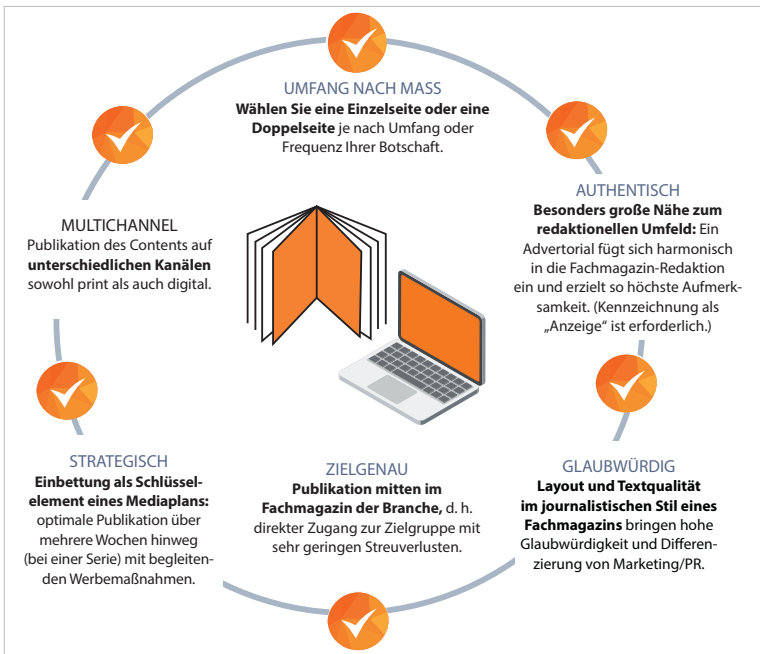 UMFANG NACH MASS
Wählen Sie eine Einzelseite oder eine
Doppelseite je nach Umfang oder
Frequenz Ihrer Botschaft.
AUTHENTISCH
Besonders große Nähe zum
redaktionellen Umfeld: Ein
Advertorial fügt sich harmonisch
in die Fachmagazin-Redaktion
ein und erzielt so höchste Aufmerk-
samkeit. (Kennzeichnung als
„Anzeige“ ist erforderlich.)
GLAUBWÜRDIG
Layout und Textqualität
im journalistischen Stil eines
Fachmagazins bringen hohe
Glaubwürdigkeit und Differen-
zierung von Marketing/PR.
ZIELGENAU
Publikation mitten im
Fachmagazin der Branche, d. h.
direkter Zugang zur Zielgruppe mit
sehr geringen Streuverlusten.
STRATEGISCH
Einbettung als Schlüssel-
element eines Mediaplans:
optimale Publikation über
mehrere Wochen hinweg
(bei einer Serie) mit begleiten-
den Werbemaßnahmen.
MULTICHANNEL
Publikation des Contents auf
unterschiedlichen Kanälen
sowohl print als auch digital.